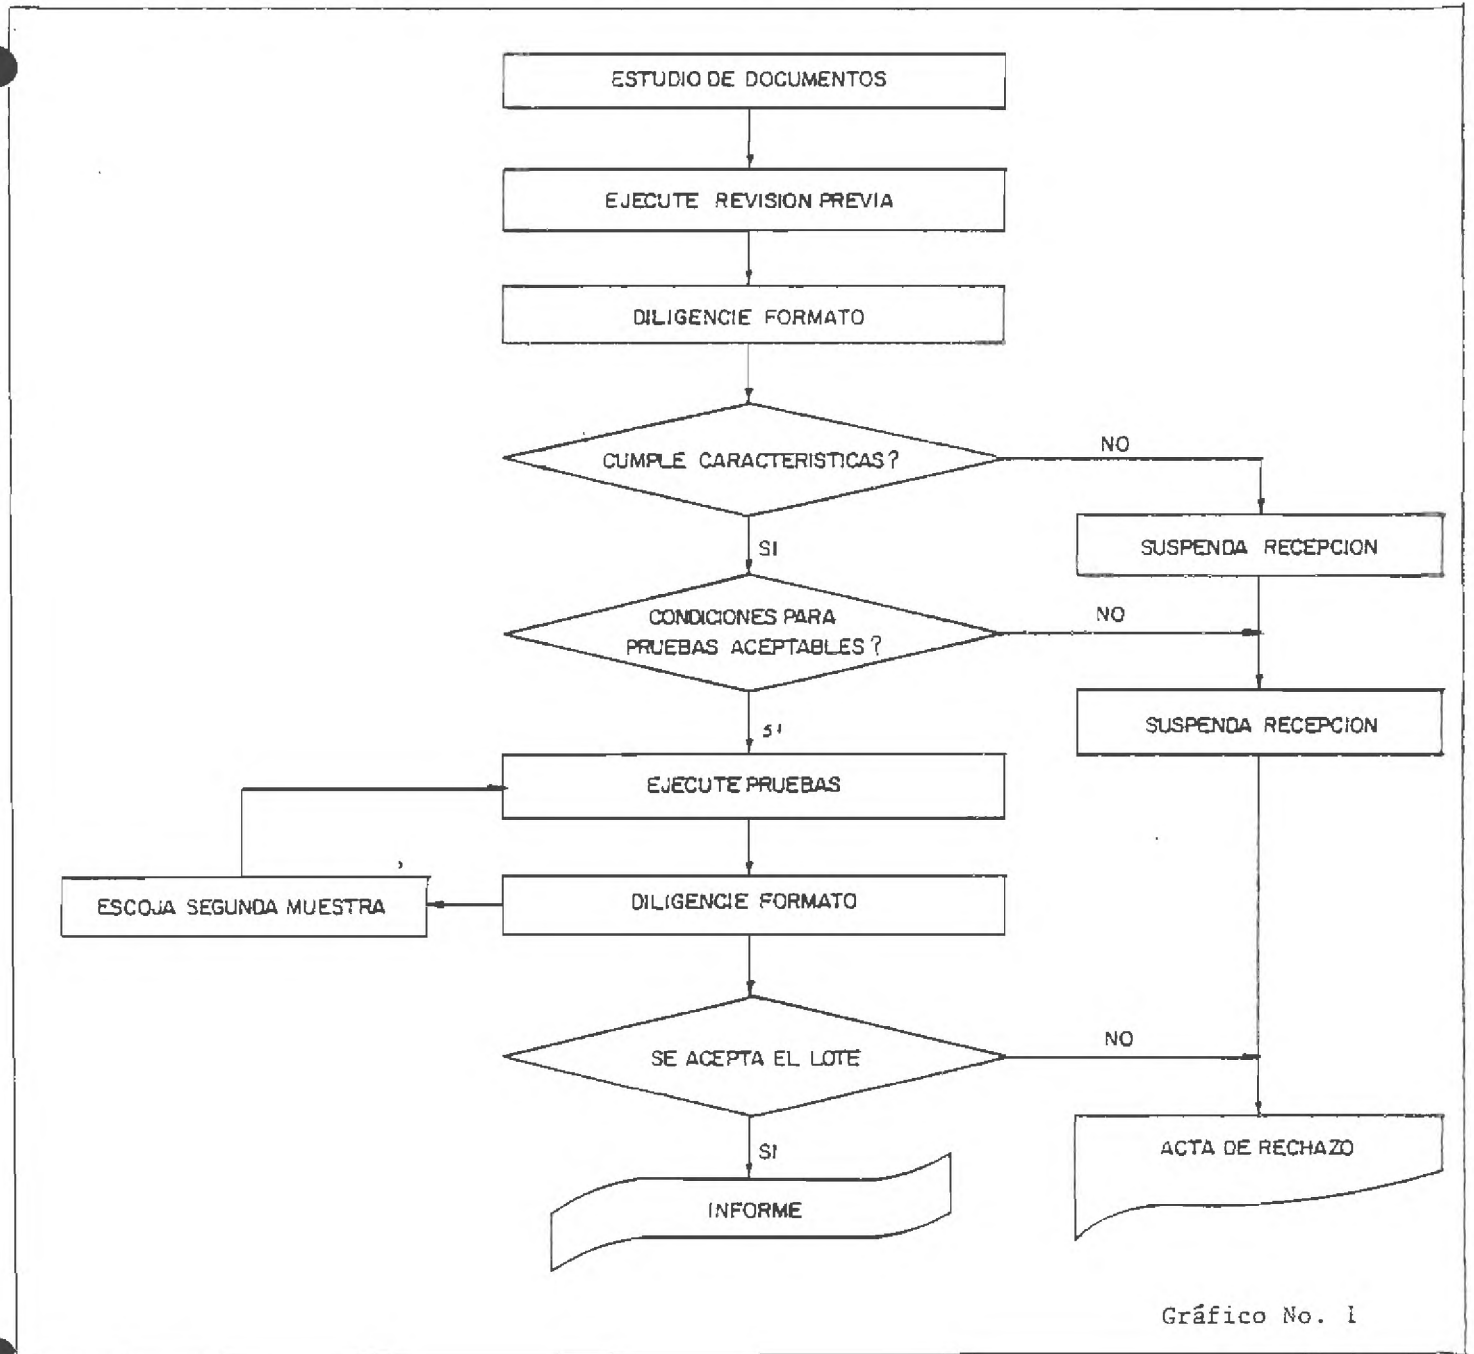 ESTUDIO DE DOCUMENTOS
EJECUTE REVISION PREVIA
DILIGENCIE FORMATO
CUMPLE CARACTERISTICAS?
NO
SI
SUSPENDA RECEPCION
CONDICIONES PARA
PRUEBAS ACEPTABLES?
NO
SI
SUSPENDA RECEPCION
EJECUTE PRUEBAS
ESCOJA SEGUNDA MUESTRA
DILIGENCIE FORMATO
SE ACEPTA EL LOTE
NO
SI
ACTA DE RECHAZO
INFORME
Gráfico No. 1